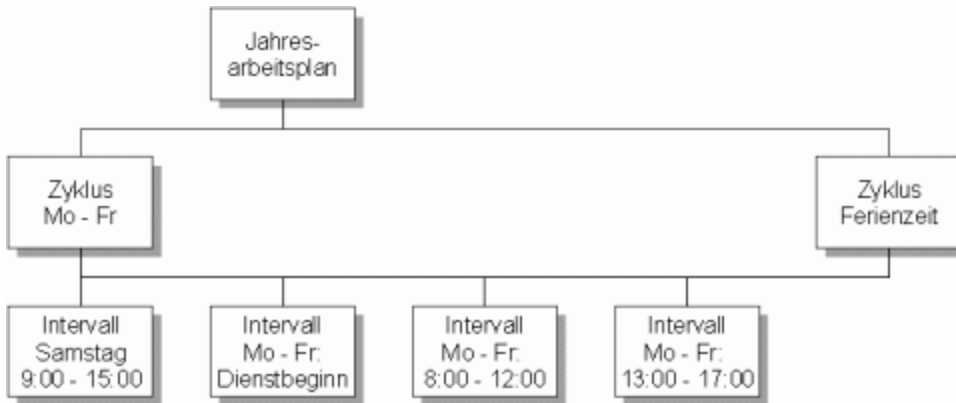 Jahres-
arbeitsplan
Zyklus
Mo - Fr
Zyklus
Ferienzeit
Intervall
Samstag
9:00 - 15:00
Intervall
Mo - Fr:
Dienstbeginn
Intervall
Mo - Fr:
8:00 - 12:00
Intervall
Mo - Fr:
13:00 - 17:00